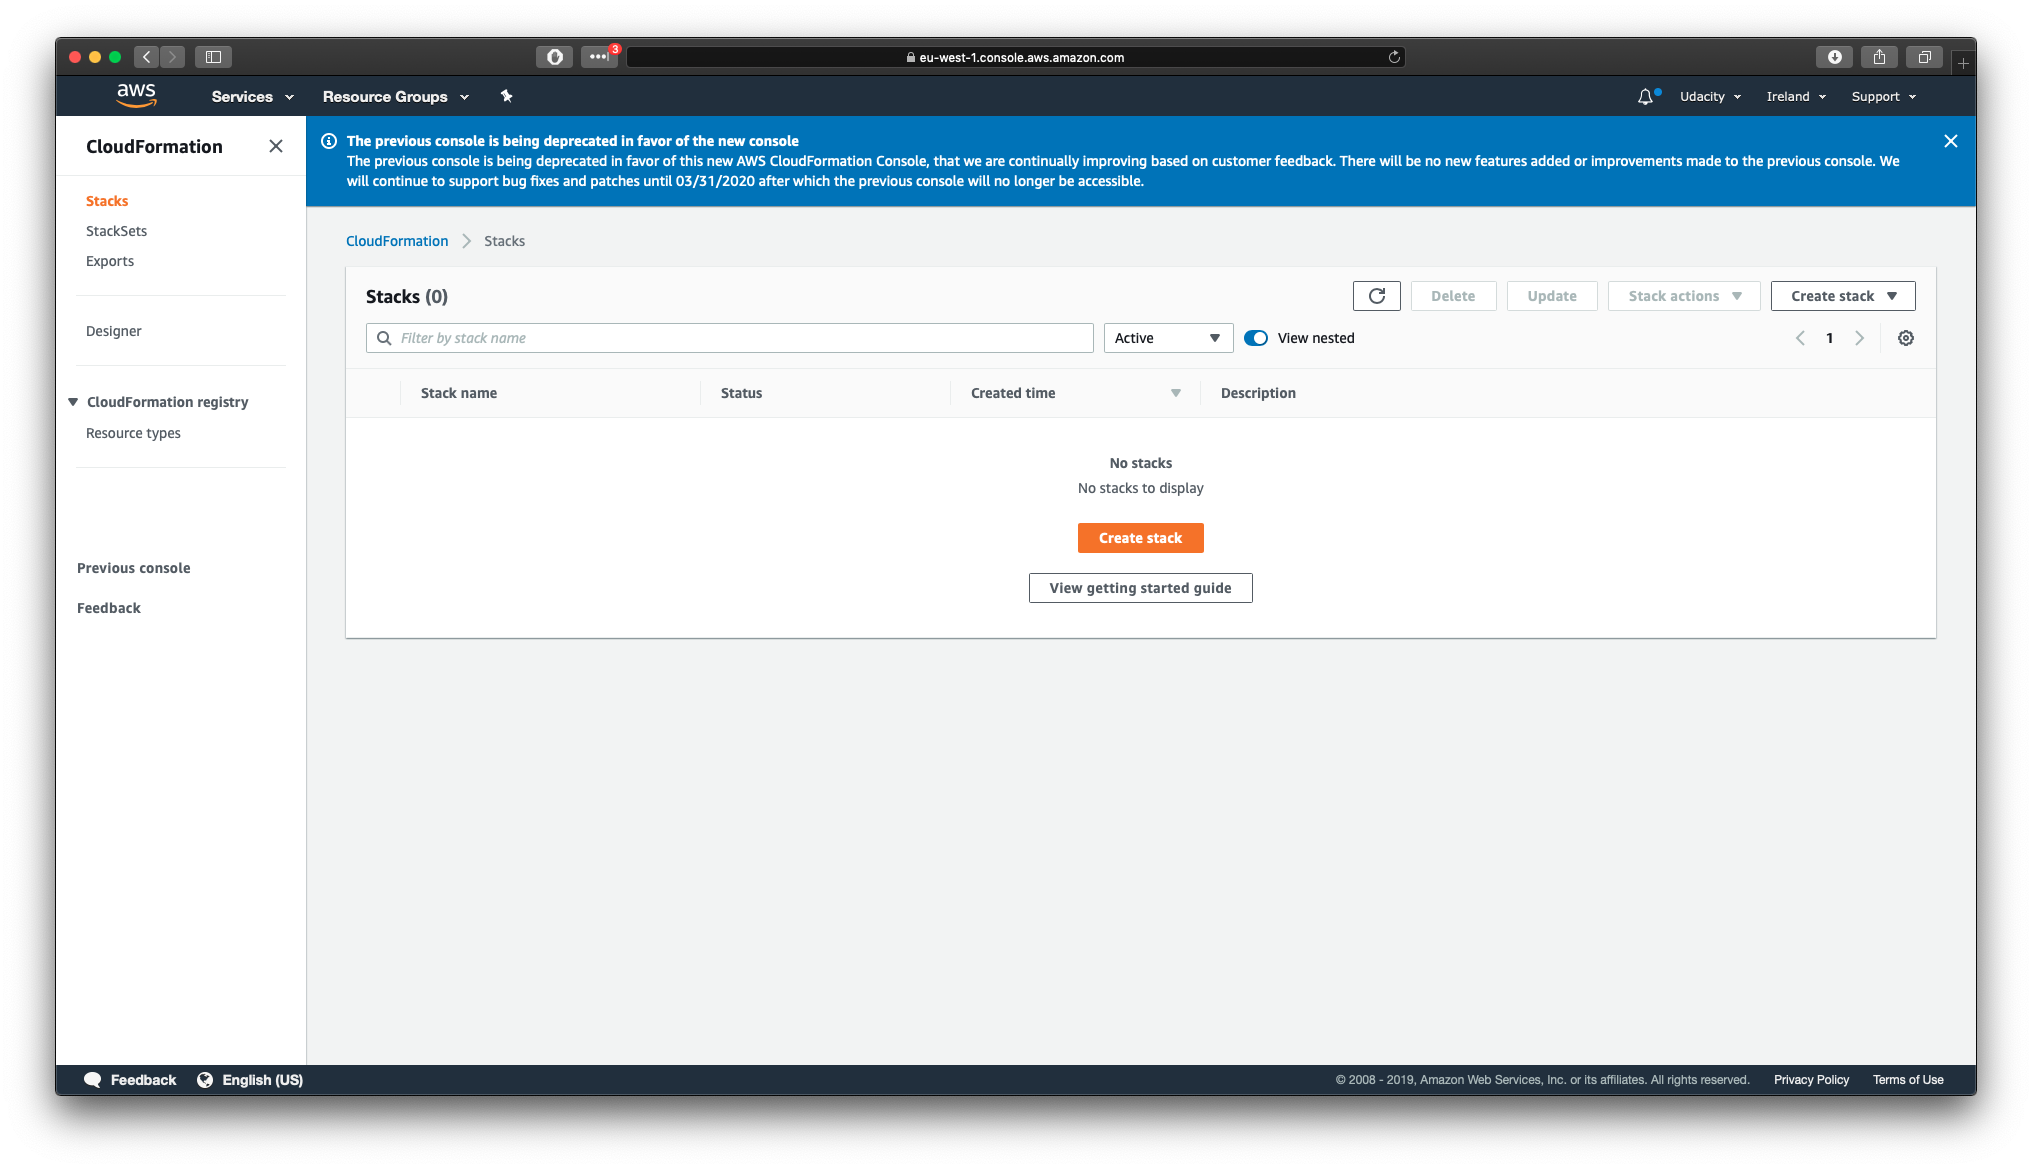 3
eu-west-1.console.aws.amazon.com
aws
Services
Resource Groups
Udacity
Ireland
Support
CloudFormation
Stacks
StackSets
Exports
Designer
CloudFormation registry
Resource types
Previous console
Feedback
The previous console is being deprecated in favor of the new console
The previous console is being deprecated in favor of this new AWS CloudFormation Console, that we are continually improving based on customer feedback. There will be no new features added or improvements made to the previous console. We
will continue to support bug fixes and patches until 03/31/2020 after which the previous console will no longer be accessible.
CloudFormation
Stacks
Stacks (0)
Delete
Update
Stack actions
Create stack
Filter by stack name
Active
View nested
1
Stack name
Status
Created time
Description
No stacks
No stacks to display
Create stack
View getting started guide
Feedback
English (US)
© 2008 - 2019, Amazon Web Services, Inc. or its affiliates. All rights reserved.
Privacy Policy
Terms of Use